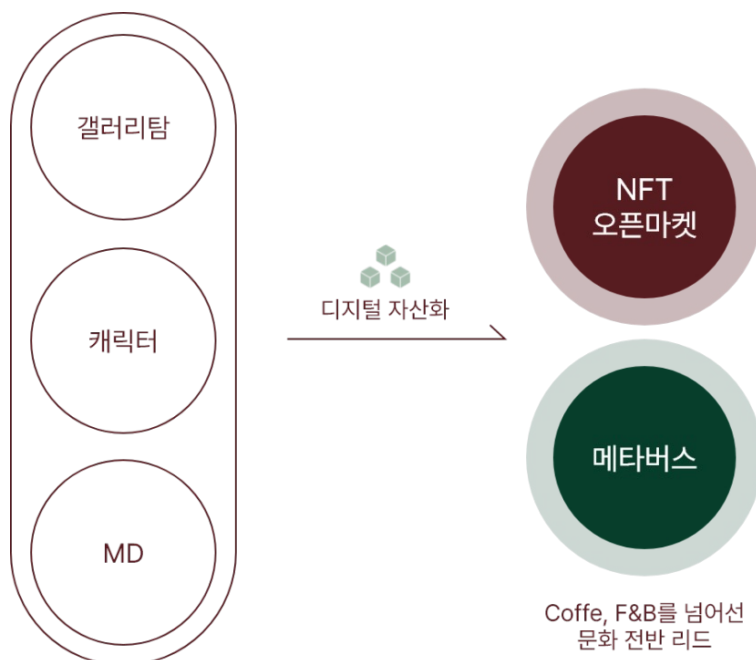 갤러리탐
캐릭터
MD
디지털 자산화
NFT
오픈마켓
메타버스
Coffe, F&B를 넘어선
문화 전반 리드